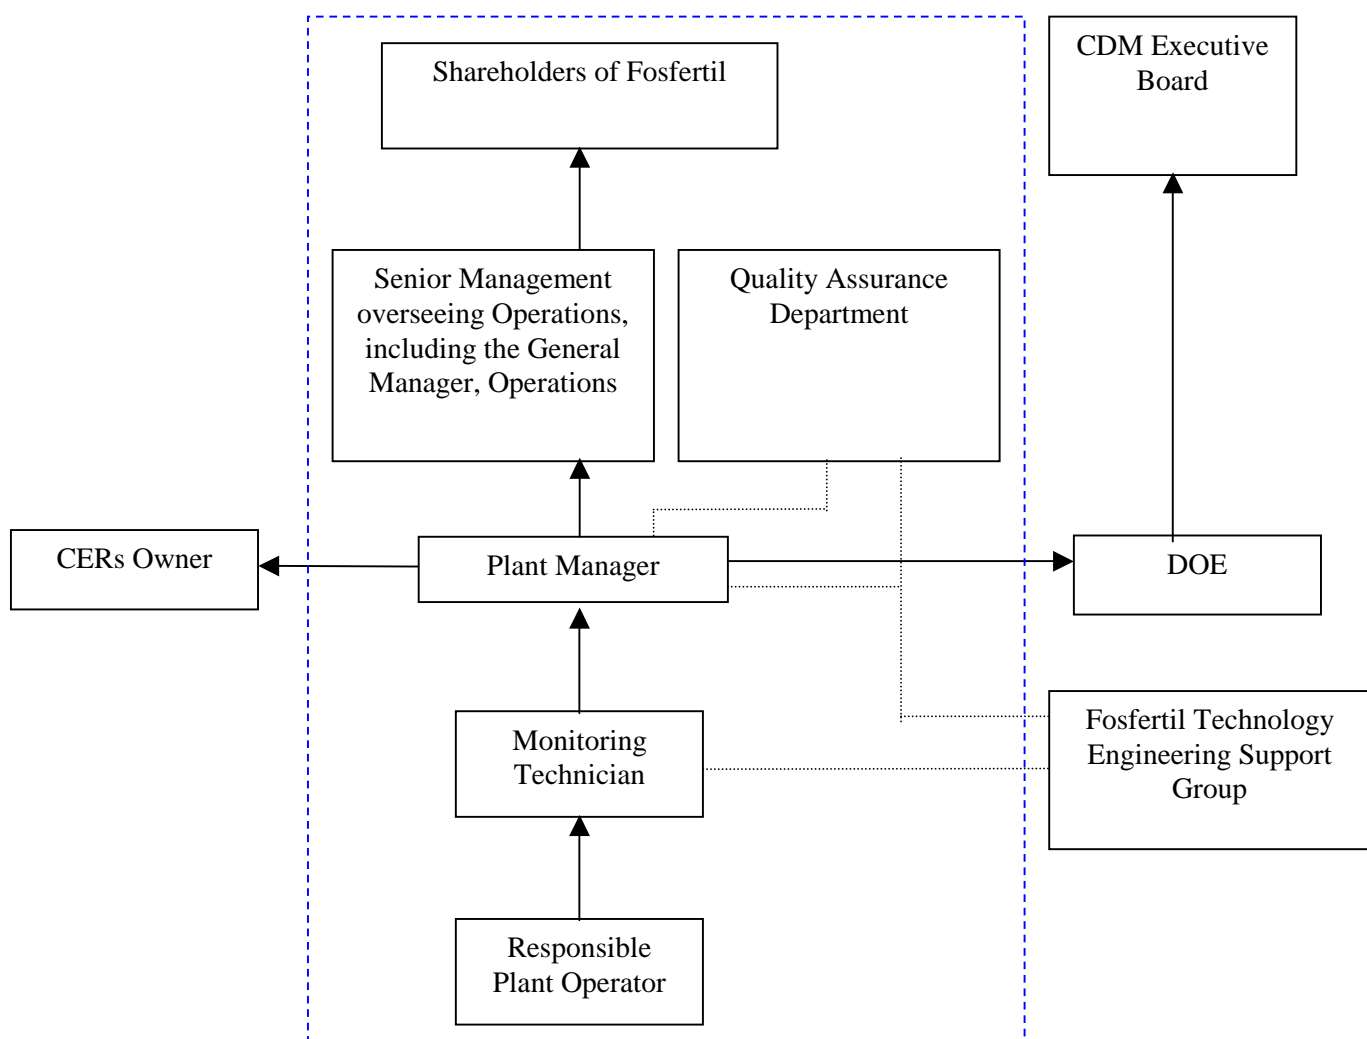 Shareholders of Fosfertil
CDM Executive
Board
Senior Management
overseeing Operations,
including the General
Manager, Operations
Quality Assurance
Department
CERs Owner
Plant Manager
DOE
Monitoring
Technician
Fosfertil Technology
Engineering Support
Group
Responsible
Plant Operator